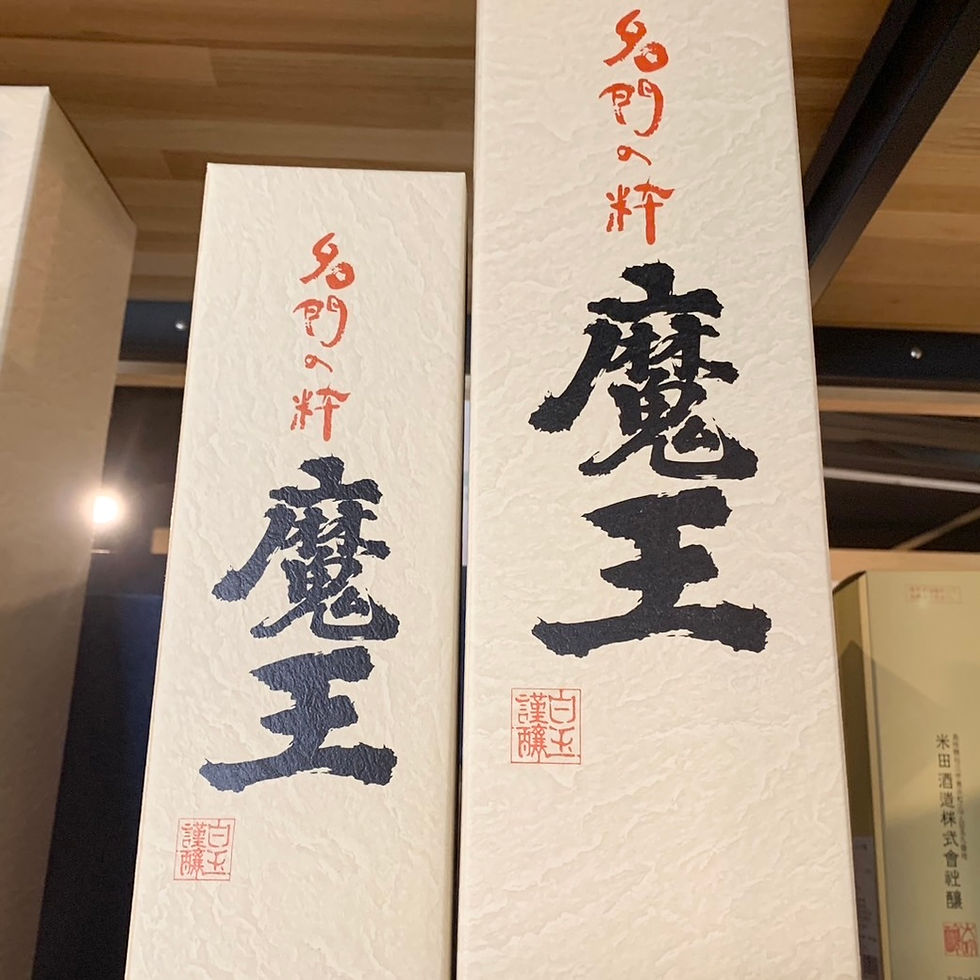 名門の粋
魔王
白玉
謹醸
名門の粋
魔王
白玉
謹醸
米田酒造株式會社醸